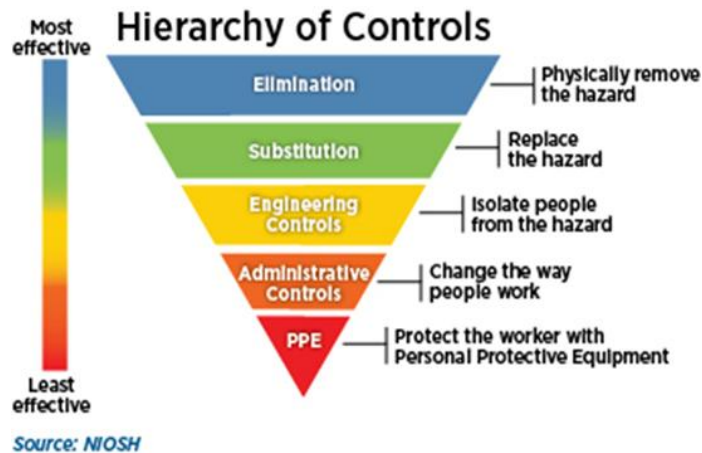 Most
effective
Hierarchy of Controls
Elimination
Physically remove
the hazard
Substitution
Replace
the hazard
Engineering
Controls
Isolate people
from the hazard
Administrative
Controls
Change the way
people work
PPE
Protect the worker with
Personal Protective Equipment
Least
effective
Source: NIOSH